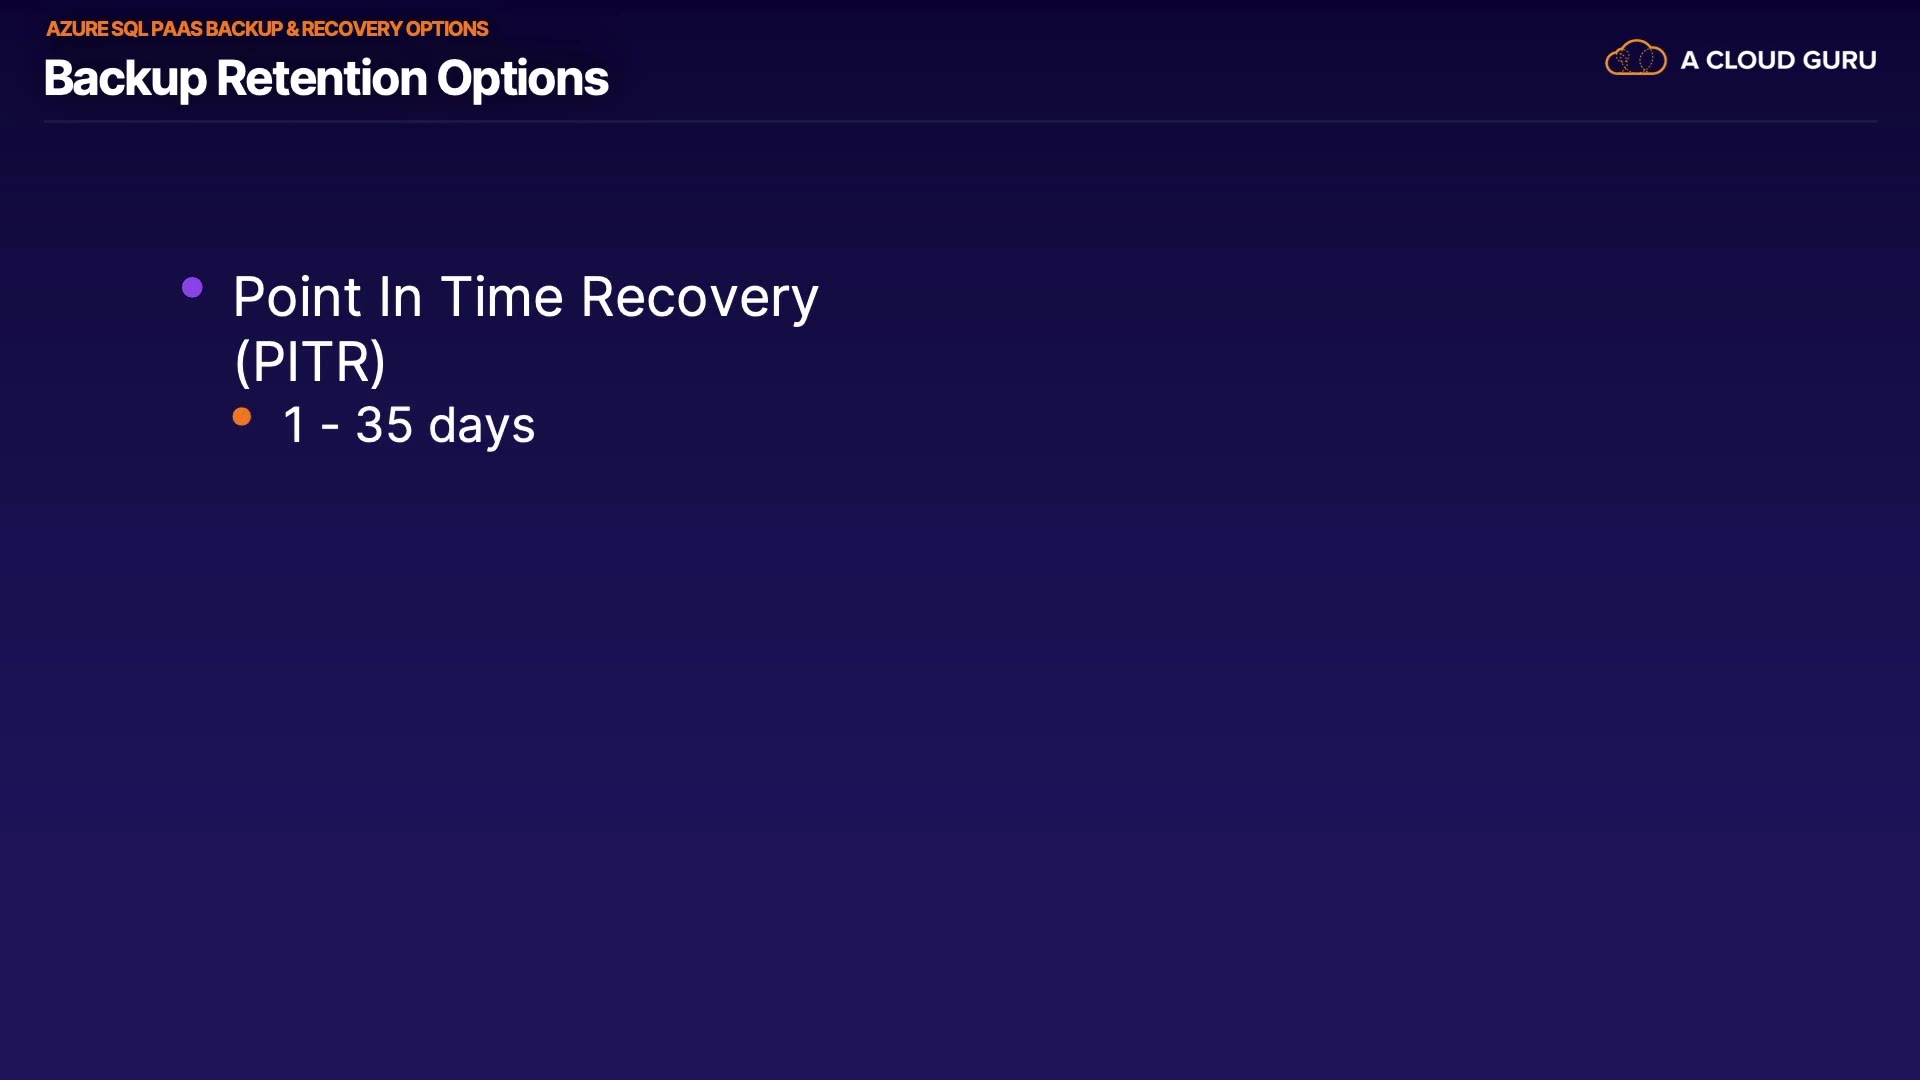 AZURE SQL PAAS BACKUP & RECOVERY OPTIONS
Backup Retention Options
A CLOUD GURU
Point In Time Recovery
(PITR)
1 - 35 days